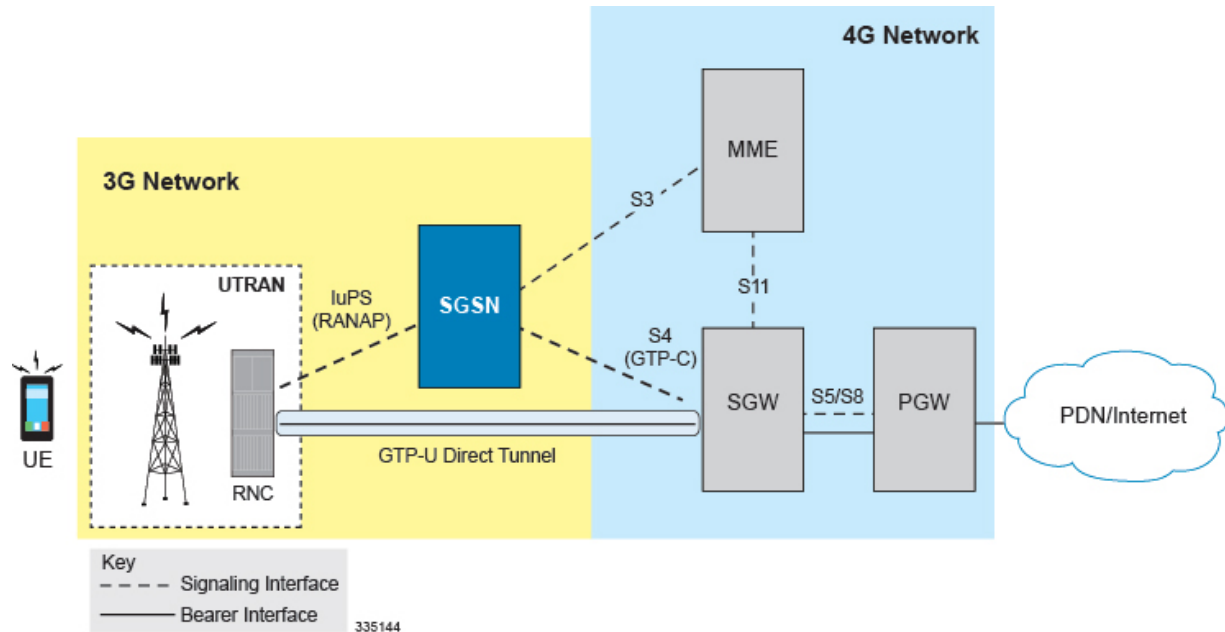 4G Network
MME
3G Network
S3
UTRAN
IuPS
(RANAP)
SGSN
S11
S4
(GTP-C)
SGW
S5/S8
PGW
PDN/Internet
UE
RNC
GTP-U Direct Tunnel
Key
Signaling Interface
Bearer Interface
335144